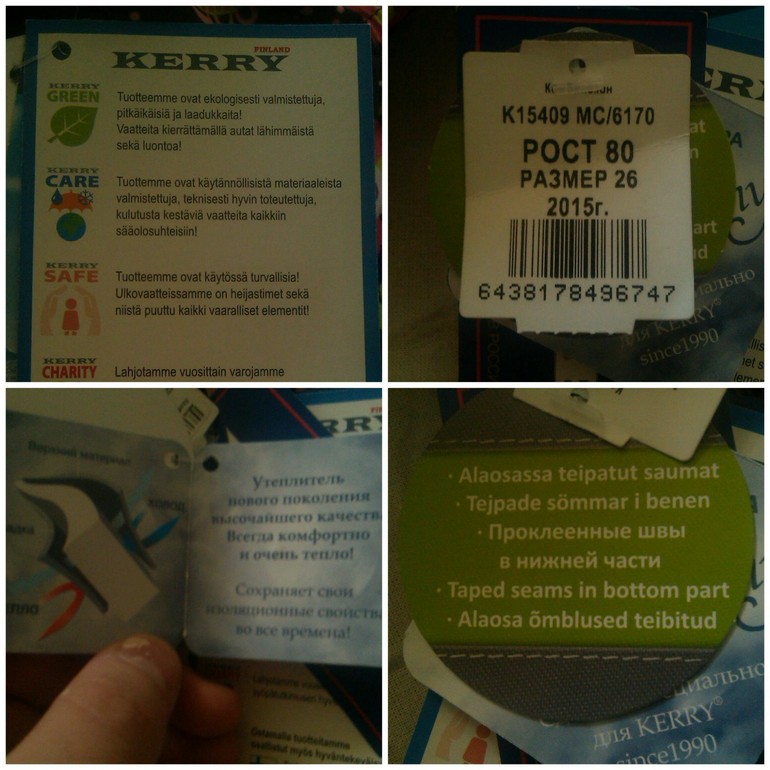 KERRY
FINLAND
KERRY
GREEN
Tuotteemme ovat ekologisesti valmistettuja,
pitkäikäisiä ja laadukkaita!
Vaatteita kierrättämällä autat lähimmäistä
sekä luontoa!
KERRY
CARE
Tuottemme ovat käytännöllisistä materiaaleista
valmistettuja, teknisesti hyvin toteutettuja,
kulutusta kestäviä vaatteita kaikkiin
sääolosuhteisiin!
KERRY
SAFE
Tuotteemme ovat käytössä turvallisia!
Ulkovaatteissamme on heijastimet sekä
niistä puuttu kaikki vaaralliset elementit!
KERRY
CHARITY
Lahjotamme vuosittain varojamme
K15409 MC/6170
РОСТ 80
РАЗМЕР 26
2015г.
6438178496747
для KERRY®
since1990
Верхний материал
холод
Утеплитель
нового поколения
высочайшего качества
Всегда комфортно
и очень тепло!
Сохраняет свои
изоляционные свойства
во все времена!
· Alaosassa teipatut saumat
· Tejpade sömmar i benen
· Проклеенные швы
в нижней части
· Taped seams in bottom part
· Alaosa õmblused teibitud
для KERRY®
since1990